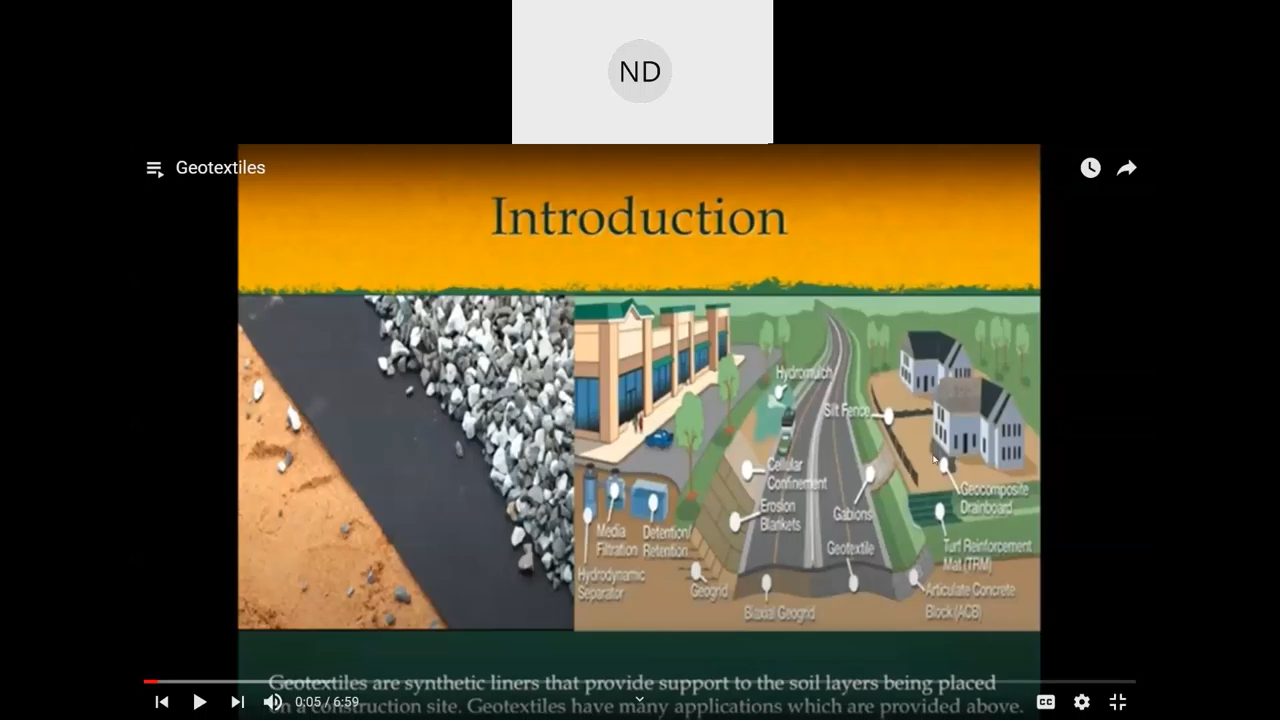 ND
Geotextiles
Introduction
Hydromulch
Silt Fence
Cellular
Confinement
Geocomposite
Drainboard
Erosion
Blankets
Gabions
Media
Filtration
Detention/
Retention
Geotextile
Turf Reinforcement
Mat (TRM)
Hydrodynamic
Separator
Geogrid
Biaxial Geogrid
Articulate Concrete
Block (ACB)
Geotextiles are synthetic liners that provide support to the soil layers being placed
on a construction site. Geotextiles have many applications which are provided above.
0:05 / 6:59
CC